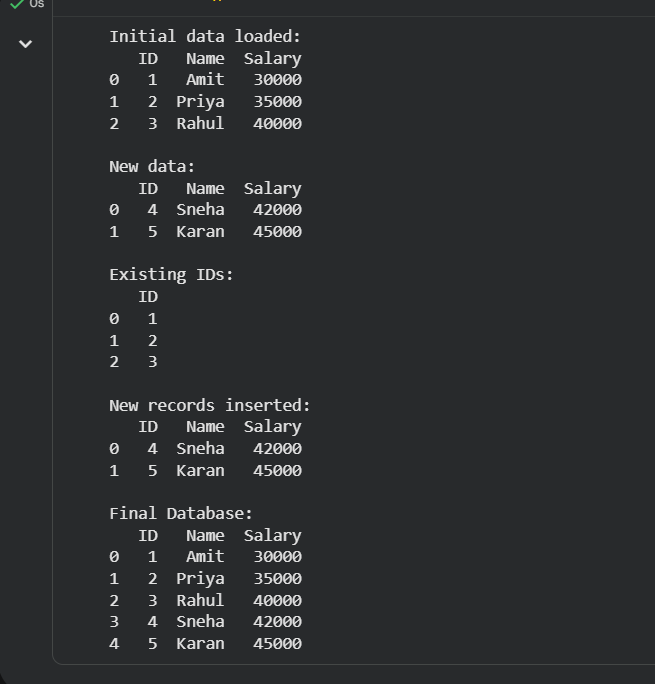 0s
Initial data loaded:
   ID   Name  Salary
0   1   Amit   30000
1   2  Priya   35000
2   3  Rahul   40000

New data:
   ID   Name  Salary
0   4  Sneha   42000
1   5  Karan   45000

Existing IDs:
   ID
0   1
1   2
2   3

New records inserted:
   ID   Name  Salary
0   4  Sneha   42000
1   5  Karan   45000

Final Database:
   ID   Name  Salary
0   1   Amit   30000
1   2  Priya   35000
2   3  Rahul   40000
3   4  Sneha   42000
4   5  Karan   45000